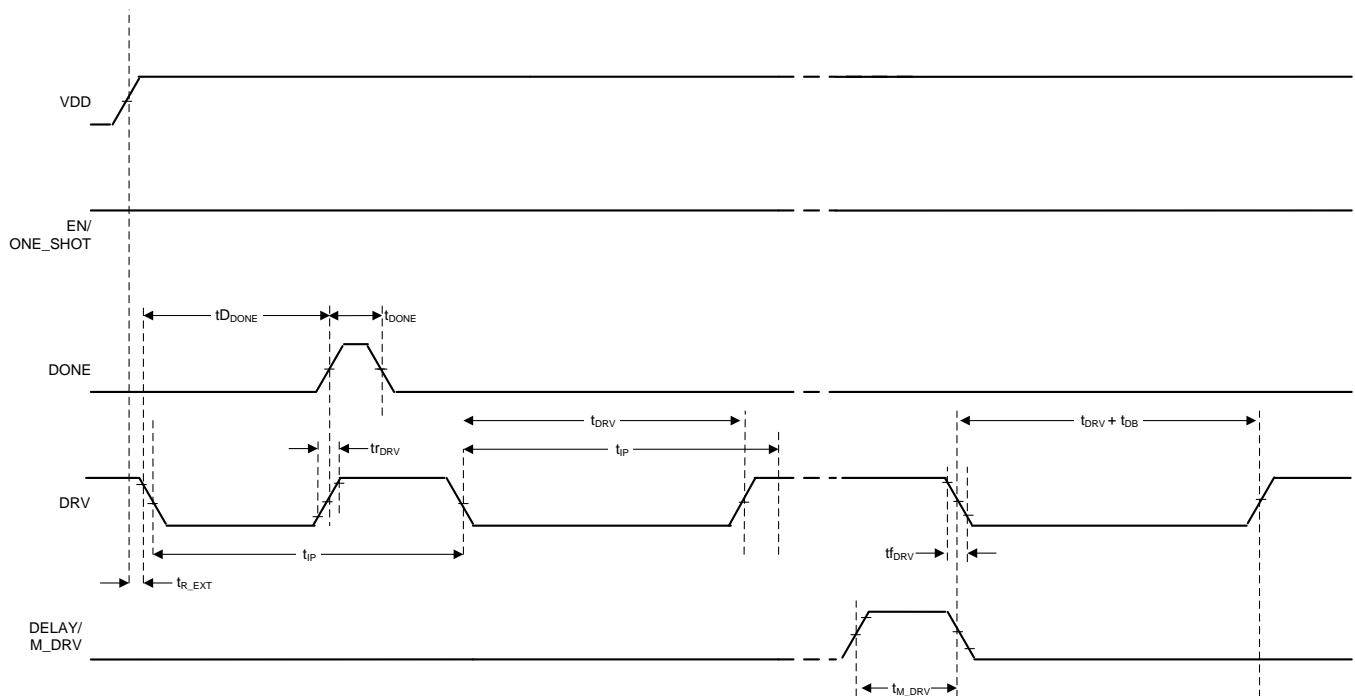 VDD
EN/
ONE_SHOT
tD_DONE
t_DONE
DONE
t_DRV
t_DRV + t_DB
tr_DRV
t_IP
DRV
t_IP
tf_DRV
t_R_EXT
DELAY/
M_DRV
t_M_DRV